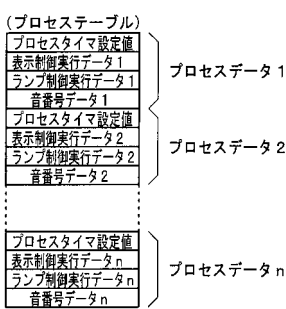 (プロセステーブル)
プロセスタイマ設定値
表示制御実行データ1
ランプ制御実行データ1
音番号データ1
プロセスデータ1
プロセスタイマ設定値
表示制御実行データ2
ランプ制御実行データ2
音番号データ2
プロセスデータ2
プロセスタイマ設定値
表示制御実行データn
ランプ制御実行データn
音番号データn
プロセスデータn